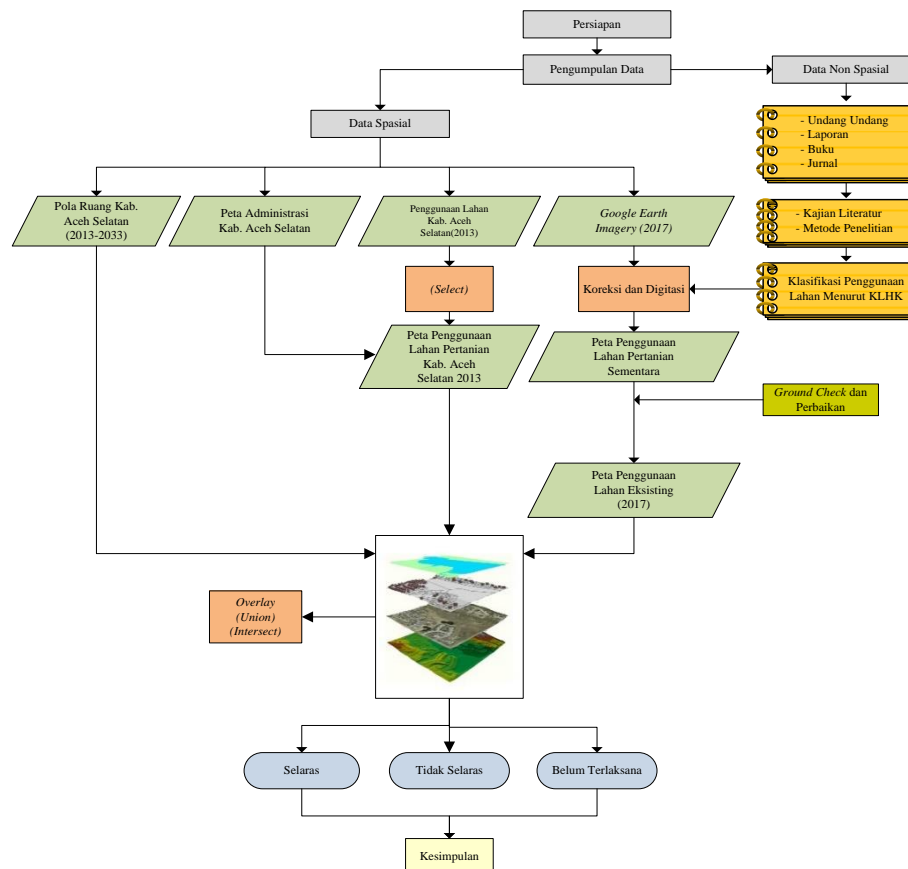 Persiapan
Pengumpulan Data
Data Non Spasial
Data Spasial
- Undang Undang
- Laporan
- Buku
- Jurnal
Pola Ruang Kab.
Aceh Selatan
(2013-2033)
Peta Administrasi
Kab. Aceh Selatan
Penggunaan Lahan
Kab. Aceh
Selatan(2013)
Google Earth
Imagery (2017)
- Kajian Literatur
- Metode Penelitian
(Select)
Koreksi dan Digitasi
Klasifikasi Penggunaan
Lahan Menurut KLHK
Peta Penggunaan
Lahan Pertanian
Kab. Aceh
Selatan 2013
Peta Penggunaan
Lahan Pertanian
Sementara
Ground Check dan
Perbaikan
Peta Penggunaan
Lahan Eksisting
(2017)
Overlay
(Union)
(Intersect)
Selaras
Tidak Selaras
Belum Terlaksana
Kesimpulan